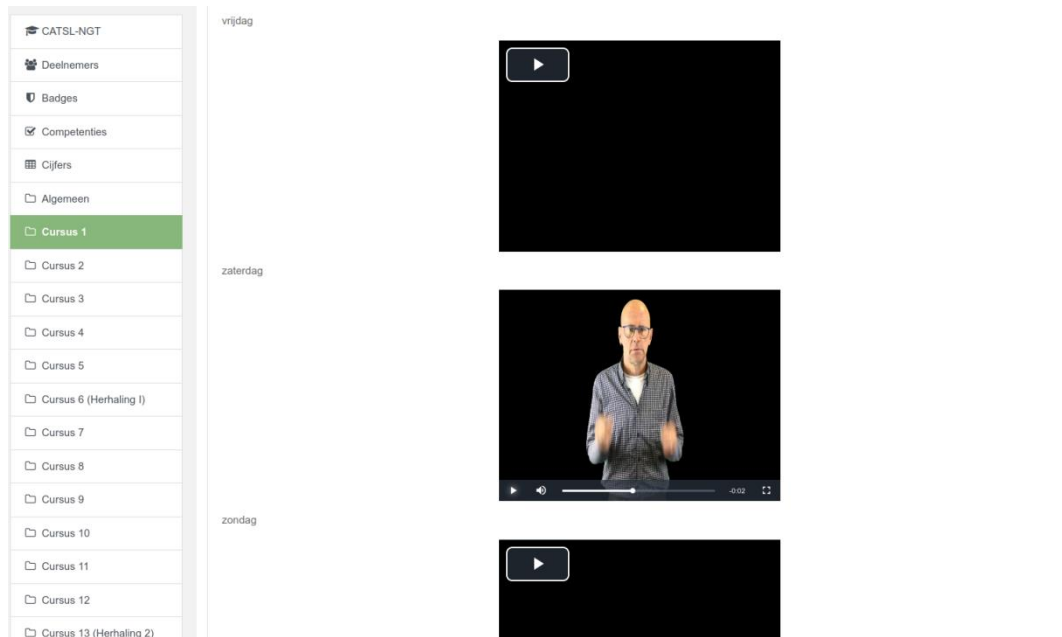 CATSL-NGT
Deelnemers
Badges
Competenties
Cijfers
Algemeen
Cursus 1
Cursus 2
Cursus 3
Cursus 4
Cursus 5
Cursus 6 (Herhaling I)
Cursus 7
Cursus 8
Cursus 9
Cursus 10
Cursus 11
Cursus 12
Cursus 13 (Herhaling 2)
vrijdag
zaterdag
-0:02
zondag